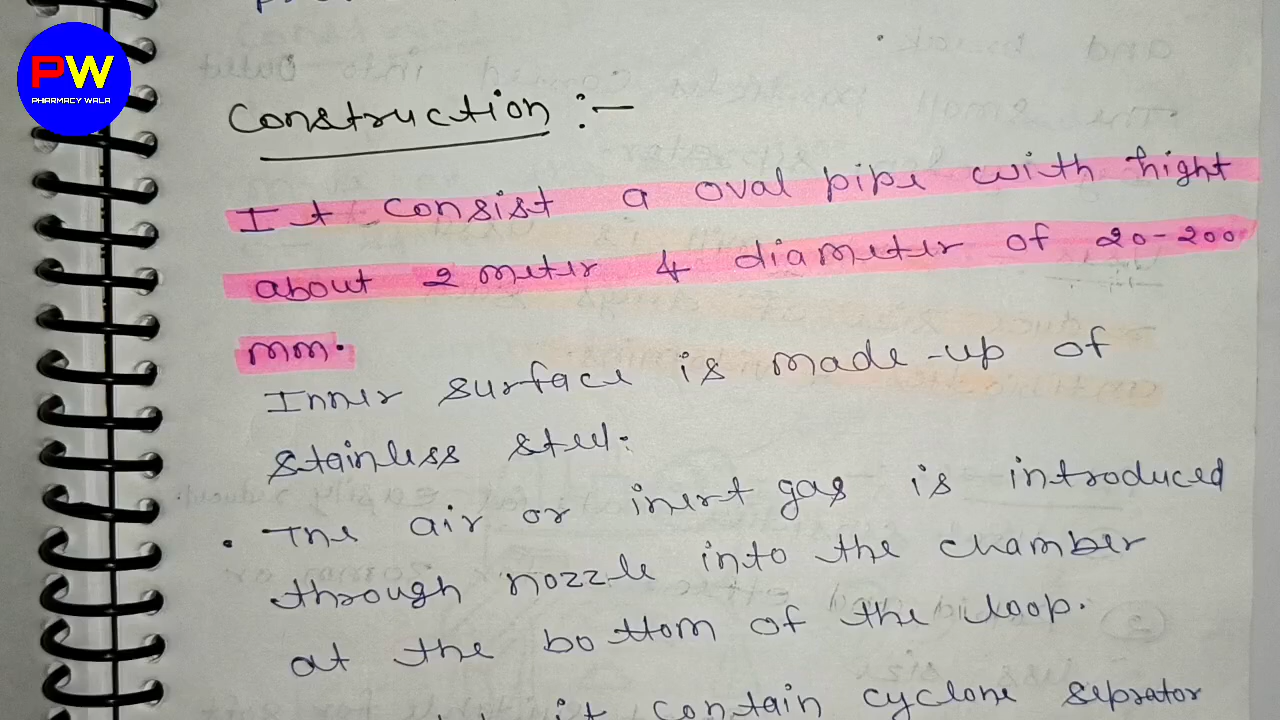 PW
PHARMACY WALA
Construction :-
It consist a oval pipe with hight
about 2 meter & diameter of 20-200
mm.
Inner surface is made-up of
stainless steel.
• The air or inert gas is introduced
through nozzle into the chamber
at the bottom of the loop.
it contain cyclone seprator